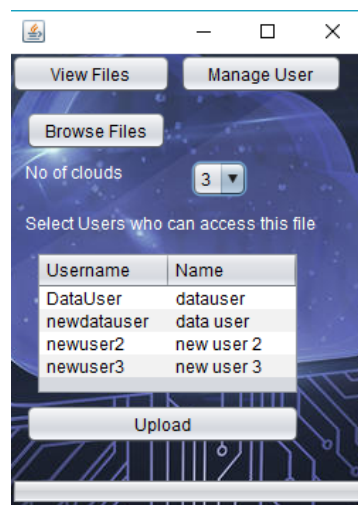 View Files Manage User
Browse Files
No of clouds 3
Select Users who can access this file
Username Name
DataUser datauser
newdatauser data user
newuser2 new user 2
newuser3 new user 3
Upload